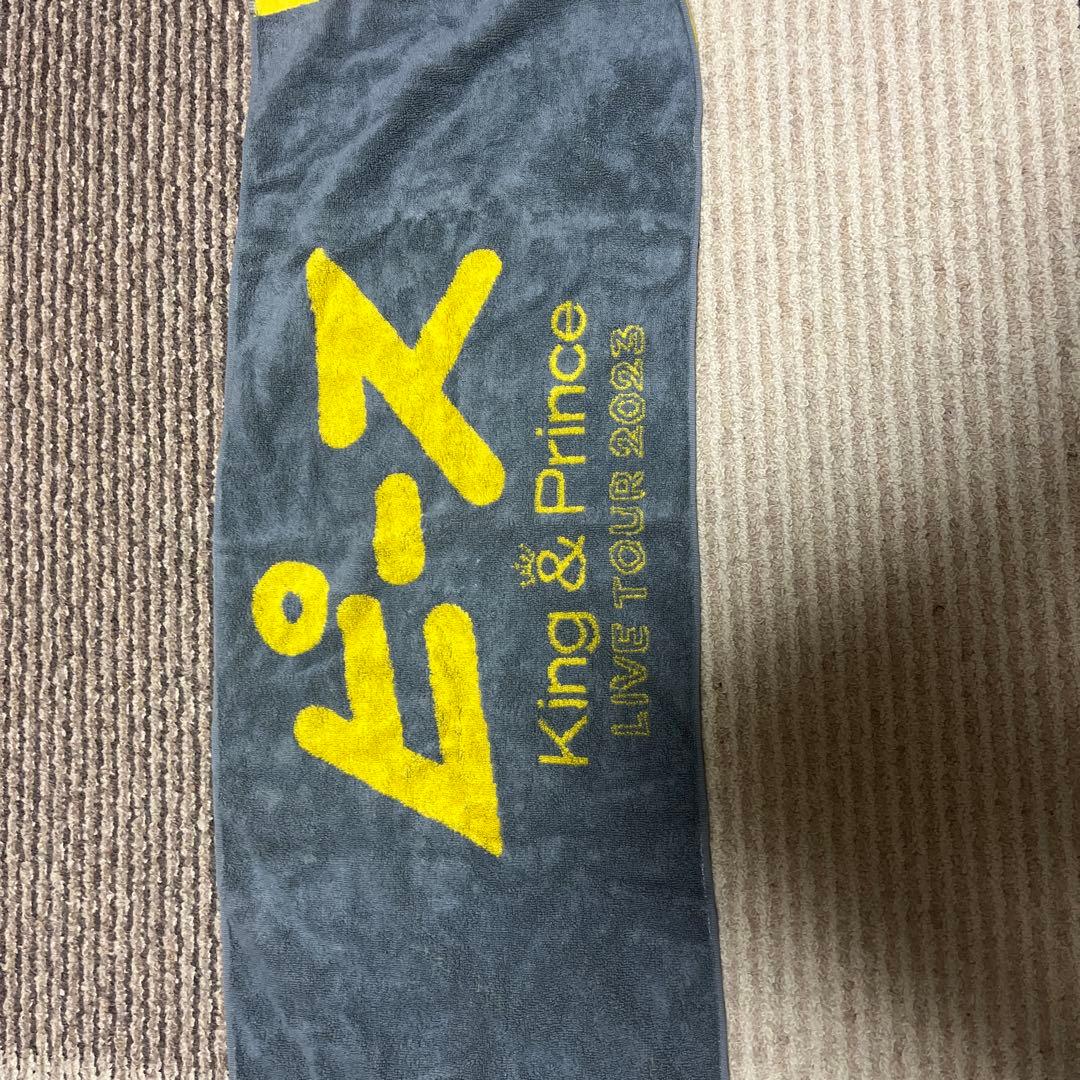 ピース
King & Prince
LIVE TOUR 2023